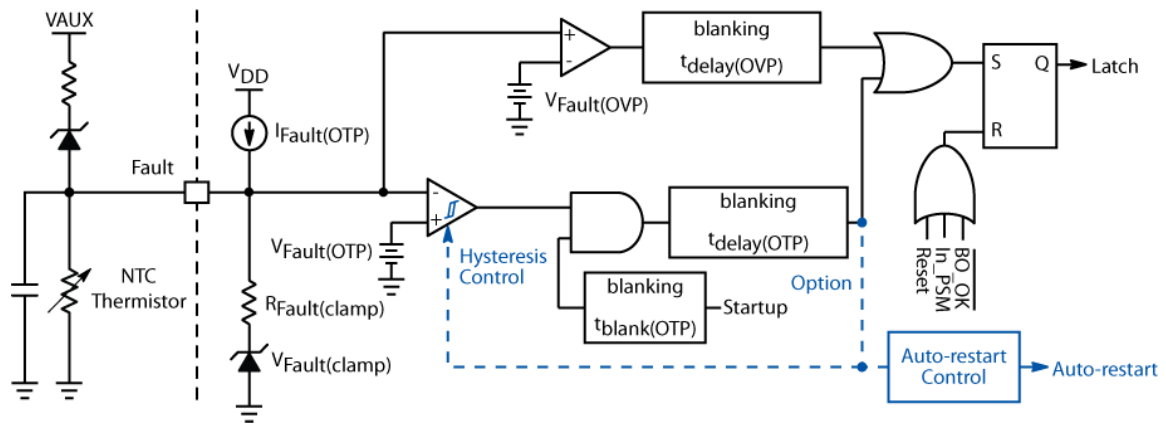 VAUX
VDD
IFault(OTP)
Fault
NTC
Thermistor
RFault(clamp)
VFault(clamp)
VFault(OVP)
+
-
blanking
tdelay(OVP)
-
+
VFault(OTP)
Hysteresis
Control
blanking
tdelay(OTP)
blanking
tblank(OTP)
Startup
Option
S
Q
R
Latch
Reset
In_PSM
BO_OK
Auto-restart
Control
Auto-restart